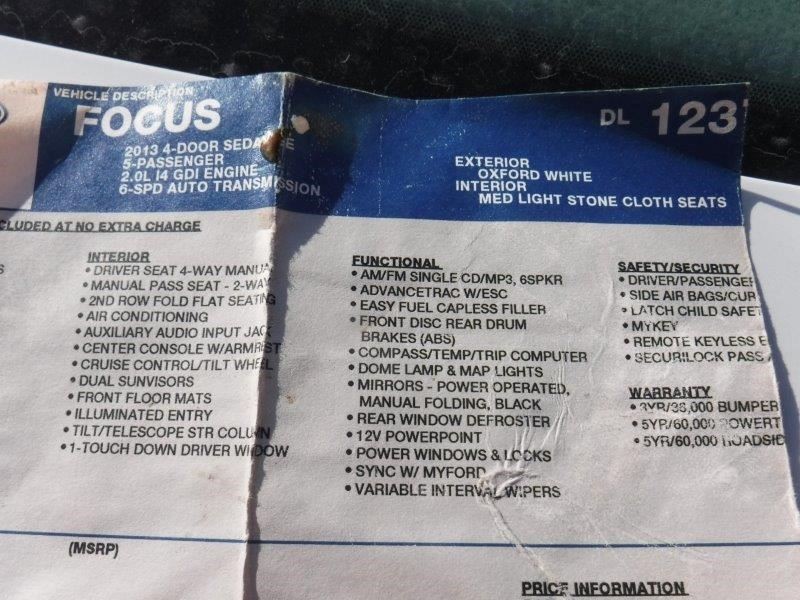 VEHICLE DESCRIPTION
FOCUS
2013 4-DOOR
5-PASSENGER
2.0L I4 GDI ENGINE
6-SPD AUTO TRANSMISSION
DL 123
EXTERIOR
OXFORD WHITE
INTERIOR
MED LIGHT STONE CLOTH SEATS
CLUDED AT NO EXTRA CHARGE
INTERIOR
• DRIVER SEAT 4-WAY MANUA
• MANUAL PASS SEAT - 2-WAY
• 2ND ROW FOLD FLAT SEATING
• AIR CONDITIONING
• AUXILIARY AUDIO INPUT JACK
• CENTER CONSOLE W/ARMREST
• CRUISE CONTROL/TILT WHEEL
• DUAL SUNVISORS
• FRONT FLOOR MATS
• ILLUMINATED ENTRY
• TILT/TELESCOPE STR COLUMN
• 1-TOUCH DOWN DRIVER WINDOW
FUNCTIONAL
• AM/FM SINGLE CD/MP3, 6SPKR
• ADVANCETRAC W/ESC
• EASY FUEL CAPLESS FILLER
• FRONT DISC REAR DRUM
BRAKES (ABS)
• COMPASS/TEMP/TRIP COMPUTER
• DOME LAMP & MAP LIGHTS
• MIRRORS - POWER OPERATED,
MANUAL FOLDING, BLACK
• REAR WINDOW DEFROSTER
• 12V POWERPOINT
• POWER WINDOWS & LOCKS
• SYNC W/ MYFORD
• VARIABLE INTERVAL WIPERS
SAFETY/SECURITY
• DRIVER/PASSENGER
• SIDE AIR BAGS/CUR
• LATCH CHILD SAFET
• MYKEY
• REMOTE KEYLESS E
• SECURILOCK PASS
WARRANTY
• 3YR/36,000 BUMPER
• 5YR/60,000 POWERT
• 5YR/60,000 ROADSID
(MSRP)
PRICE INFORMATION